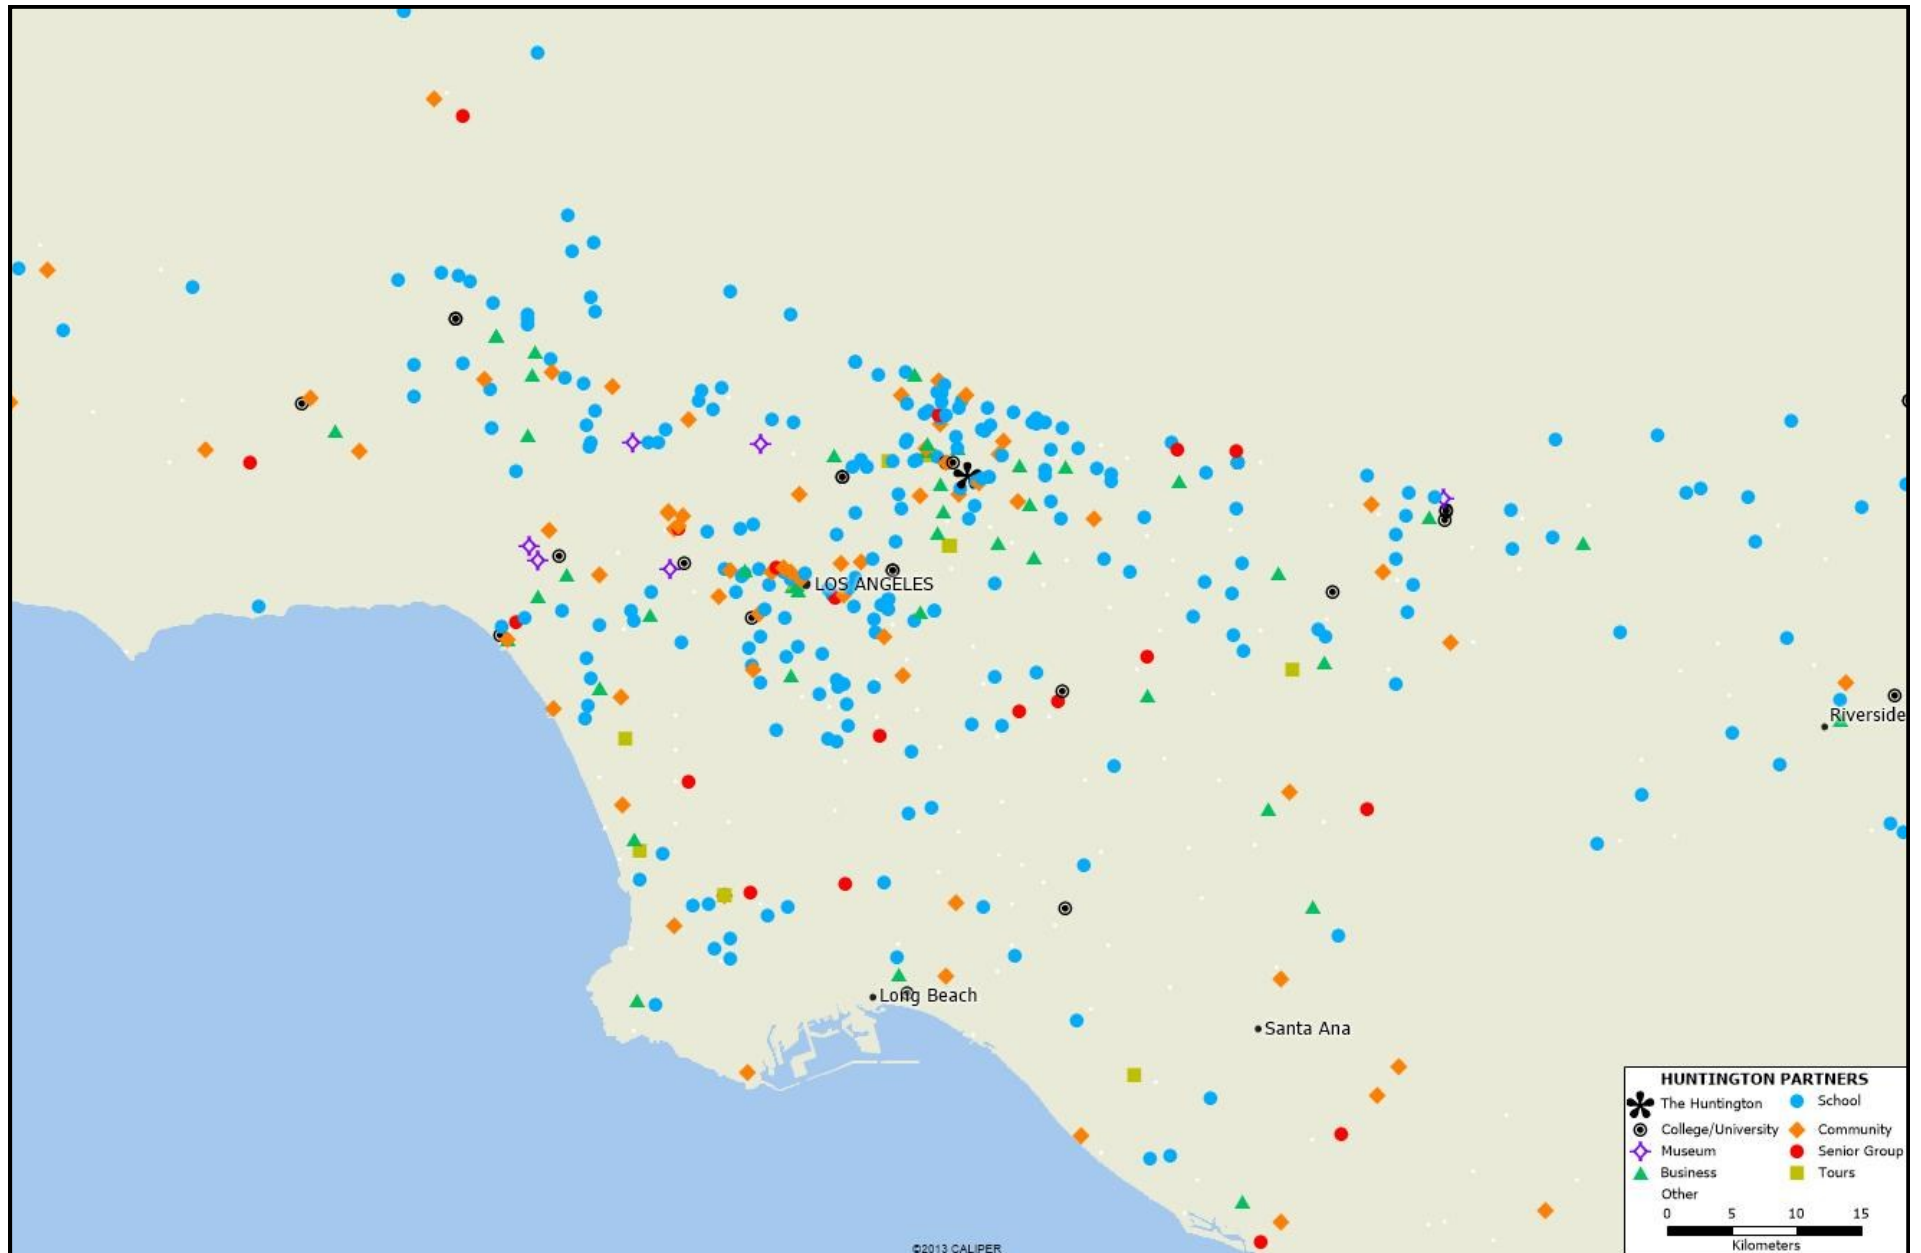 LOS ANGELES
Riverside
Long Beach
Santa Ana
HUNTINGTON PARTNERS
The Huntington
School
College/University
Community
Museum
Senior Group
Business
Tours
Other
0 5 10 15
Kilometers
©2013 CALIPER